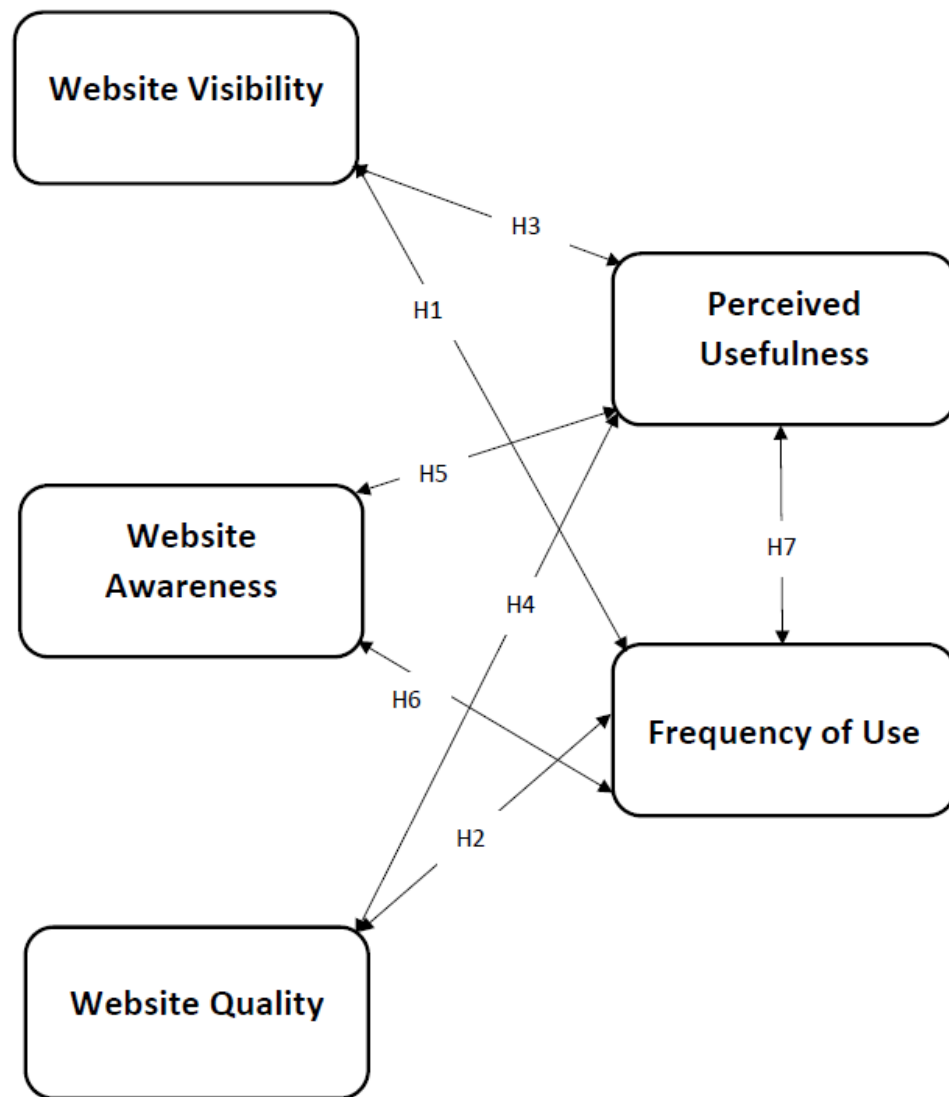 Website Visibility
H3
Perceived
Usefulness
H1
H5
Website
Awareness
H7
H4
H6
Frequency of Use
H2
Website Quality